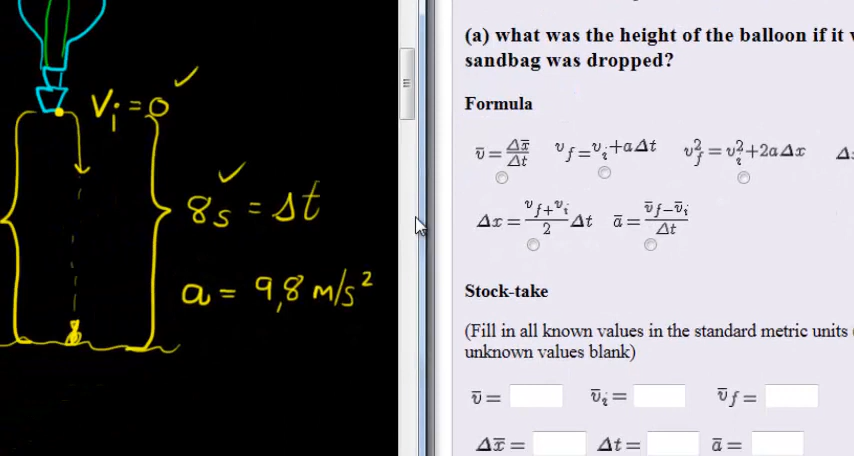 vᵢ = 0 ✓
8s = Δt ✓
a = 9,8 m/s²
(a) what was the height of the balloon if it
sandbag was dropped?
Formula
v̅ = Δx̅/Δt   v_f = v_i + aΔt   v_f² = v_i² + 2aΔx   Δ
Δx = (v_f + v_i)/2 Δt   a̅ = (v̅_f − v̅_i)/Δt
Stock-take
(Fill in all known values in the standard metric units
unknown values blank)
v̅ =   v̅_i =   v̅_f =
Δx̅ =   Δt =   a̅ =